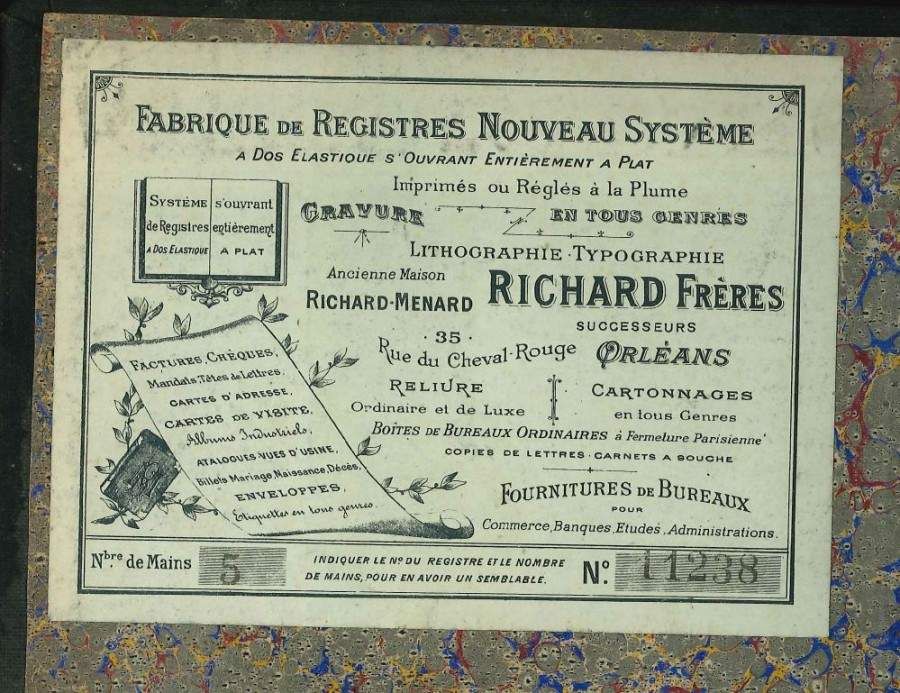 FABRIQUE DE REGISTRES NOUVEAU SYSTÈME
A DOS ELASTIQUE S'OUVRANT ENTIÈREMENT A PLAT
Imprimés ou Réglés à la Plume
SYSTÈME s'ouvrant
de Registres entièrement
A DOS ELASTIQUE A PLAT
GRAVURE EN TOUS GENRES
LITHOGRAPHIE · TYPOGRAPHIE
Ancienne Maison
RICHARD-MENARD RICHARD FRÈRES
SUCCESSEURS
· 35 ·
Rue du Cheval-Rouge ORLÉANS
RELIURE
Ordinaire et de Luxe
CARTONNAGES
en tous Genres
BOÎTES DE BUREAUX ORDINAIRES à Fermeture Parisienne
COPIES DE LETTRES · CARNETS A SOUCHE
FOURNITURES DE BUREAUX
POUR
Commerce, Banques, Etudes, Administrations.
FACTURES, CHÈQUES,
Mandats, Têtes de Lettres,
CARTES D'ADRESSE,
CARTES DE VISITE,
Albums Industriels,
ATALOGUES VUES D'USINE,
Billets Mariage, Naissance, Décès,
ENVELOPPES,
Etiquettes en tous genres.
Nbre de Mains 5
INDIQUER LE No DU REGISTRE ET LE NOMBRE
DE MAINS, POUR EN AVOIR UN SEMBLABLE.
No. 11238